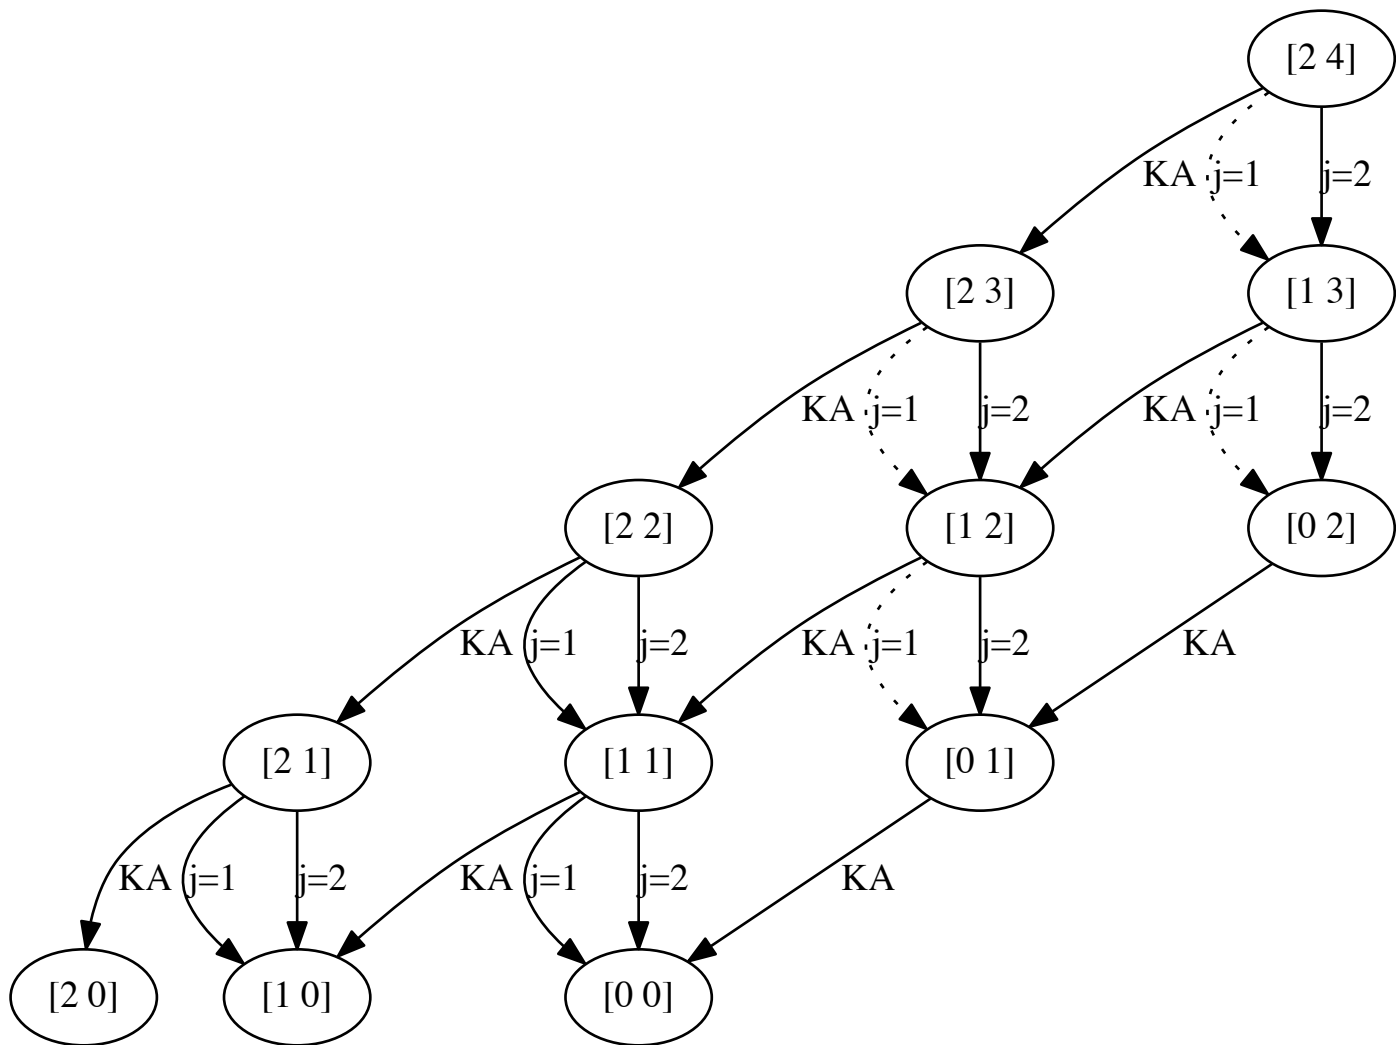 [2 4]
KA j=1 j=2
[2 3] [1 3]
KA j=1 j=2 KA j=1 j=2
[2 2] [1 2] [0 2]
KA j=1 j=2 KA j=1 j=2 KA
[2 1] [1 1] [0 1]
KA j=1 j=2 KA j=1 j=2 KA
[2 0] [1 0] [0 0]